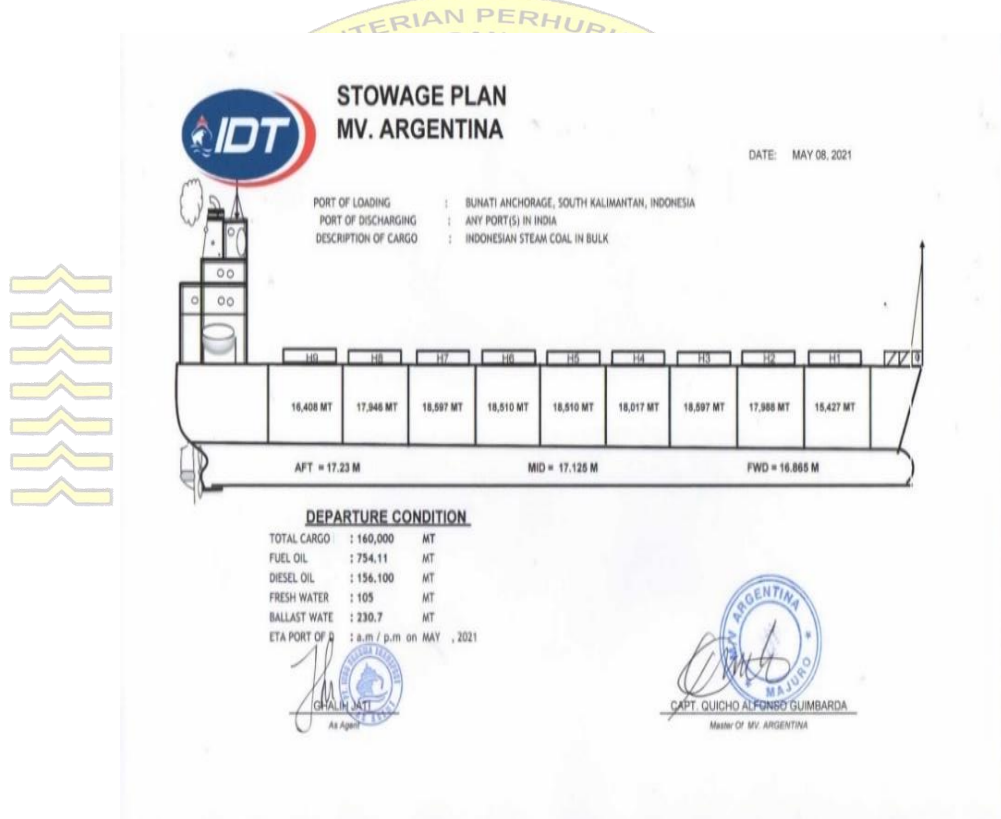 TERIAN PERHU
IDT
STOWAGE PLAN
MV. ARGENTINA
DATE: MAY 08, 2021
PORT OF LOADING : BUNATI ANCHORAGE, SOUTH KALIMANTAN, INDONESIA
PORT OF DISCHARGING : ANY PORT(S) IN INDIA
DESCRIPTION OF CARGO : INDONESIAN STEAM COAL IN BULK
H9 H8 H7 H6 H5 H4 H3 H2 H1
16,408 MT 17,946 MT 18,597 MT 18,510 MT 18,510 MT 18,017 MT 18,597 MT 17,988 MT 15,427 MT
AFT = 17.23 M MID = 17.125 M FWD = 16.865 M
DEPARTURE CONDITION
TOTAL CARGO : 160,000 MT
FUEL OIL : 754.11 MT
DIESEL OIL : 156.100 MT
FRESH WATER : 105 MT
BALLAST WATE : 230.7 MT
ETA PORT OF D : a.m / p.m on MAY , 2021
GHALIH JATI
As Agent
MV ARGENTINA
MAJURO
CAPT. QUICHO ALFONSO GUIMBARDA
Master Of MV. ARGENTINA